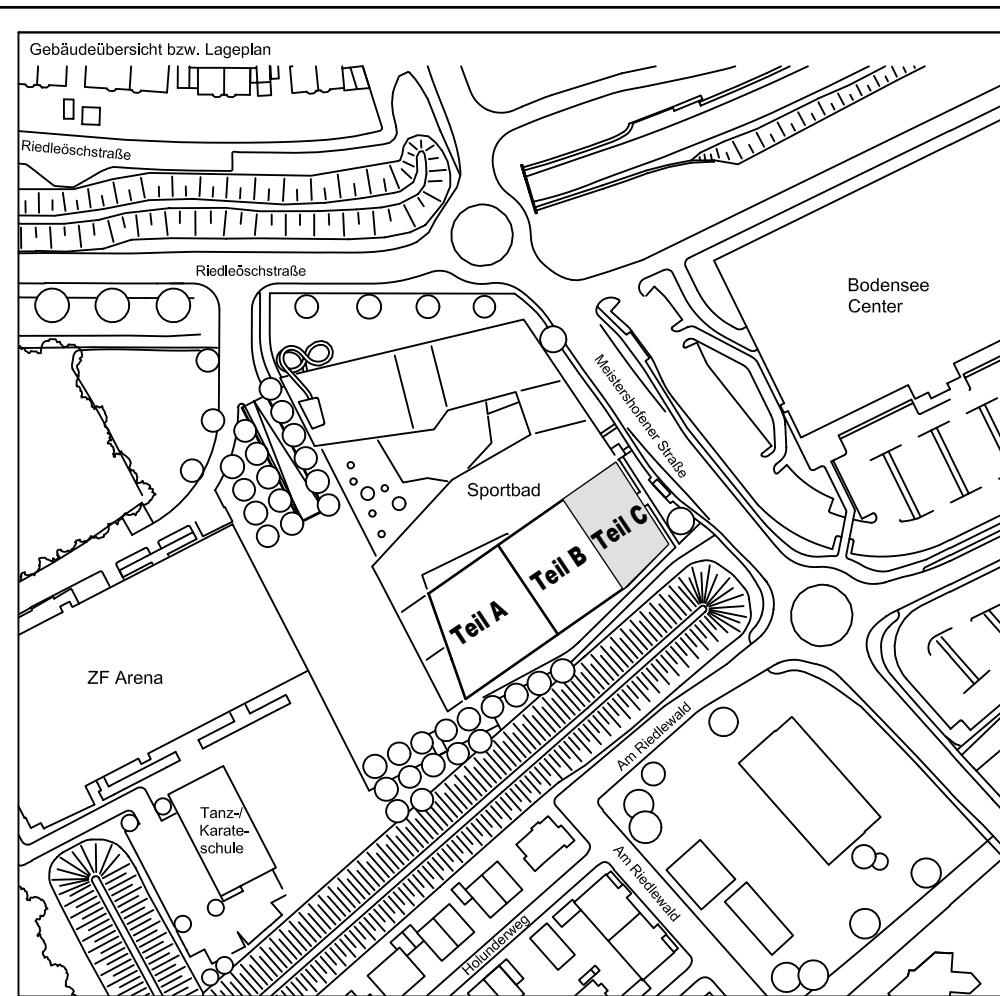 Gebäudeübersicht bzw. Lageplan
Riedleöschstraße
Riedleöschstraße
Bodensee
Center
Meistershofener Straße
Sportbad
Teil C
Teil B
Teil A
ZF Arena
Am Riedlewald
Tanz-/
Karate-
schule
Am Riedlewald
Holunderweg